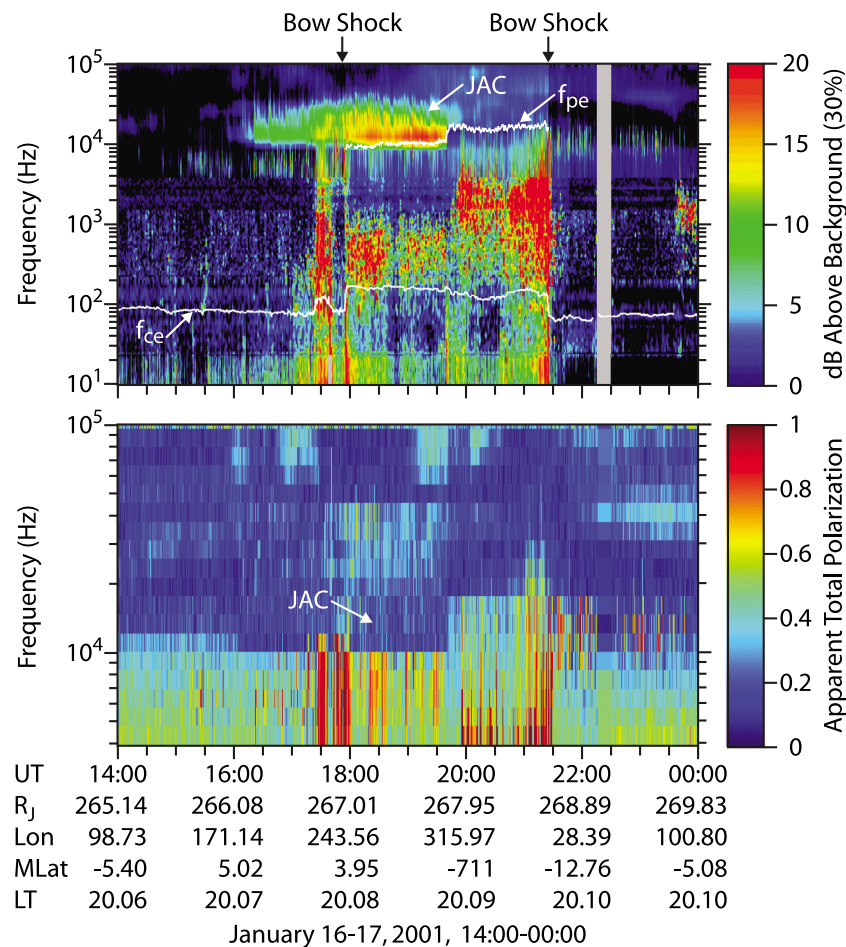 Bow Shock Bow Shock
10^5
10^4
10^3
10^2
10^1
Frequency (Hz)
JAC
f_pe
f_ce
20
15
10
5
0
dB Above Background (30%)
10^5
10^4
Frequency (Hz)
JAC
1
0.8
0.6
0.4
0.2
0
Apparent Total Polarization
UT 14:00 16:00 18:00 20:00 22:00 00:00
R_J 265.14 266.08 267.01 267.95 268.89 269.83
Lon 98.73 171.14 243.56 315.97 28.39 100.80
MLat -5.40 5.02 3.95 -711 -12.76 -5.08
LT 20.06 20.07 20.08 20.09 20.10 20.10
January 16-17, 2001, 14:00-00:00